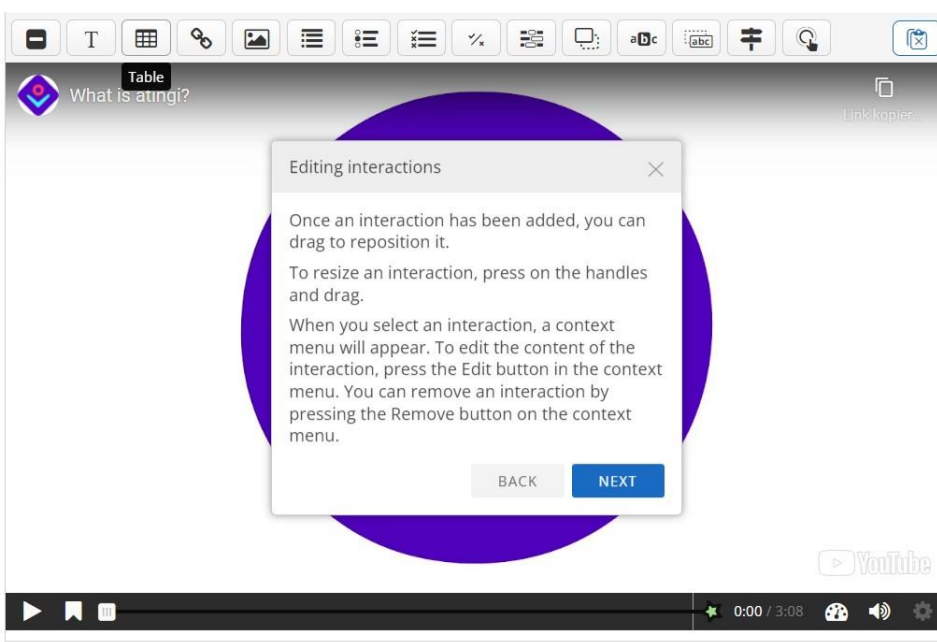 T
abc
abc
Table
What is atingi?
Link kopier...
Editing interactions
Once an interaction has been added, you can
drag to reposition it.
To resize an interaction, press on the handles
and drag.
When you select an interaction, a context
menu will appear. To edit the content of the
interaction, press the Edit button in the context
menu. You can remove an interaction by
pressing the Remove button on the context
menu.
BACK NEXT
YouTube
0:00 / 3:08